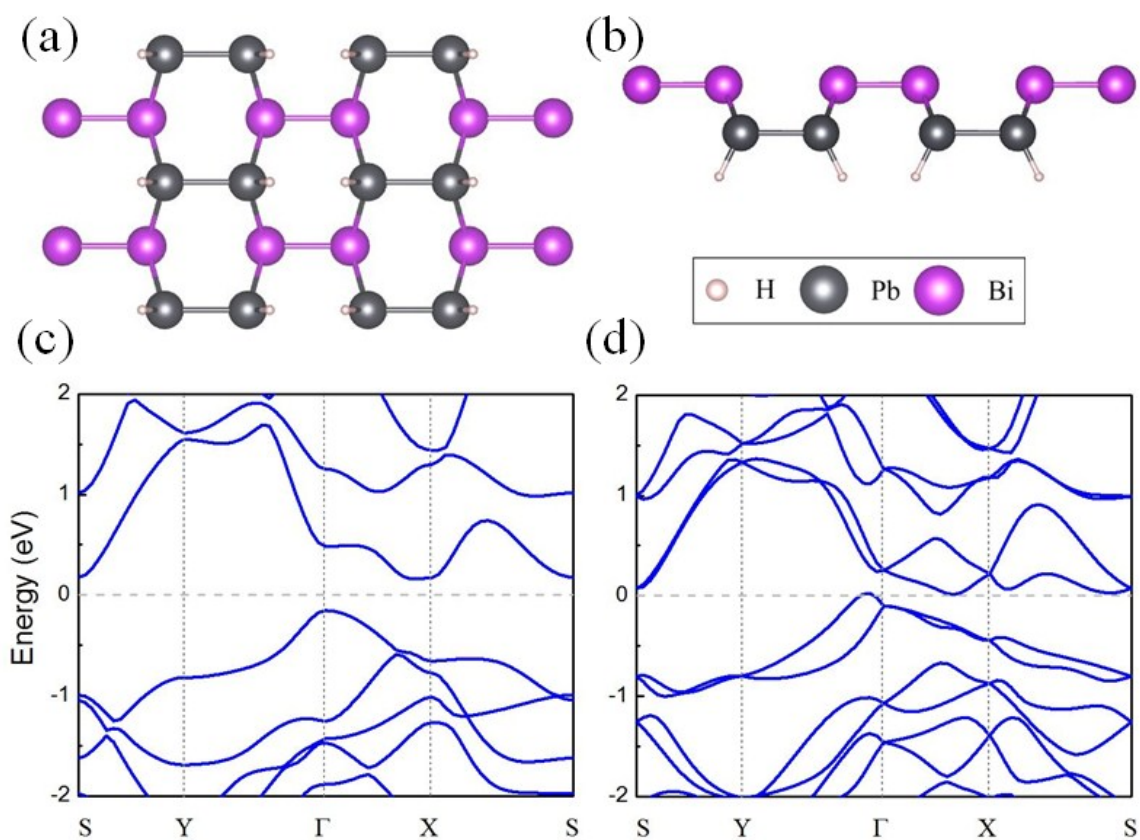 (a)
(b)
H Pb Bi
(c)
(d)
Energy (eV)
2
1
0
-1
-2
S Y Γ X S
2
1
0
-1
-2
S Y Γ X S